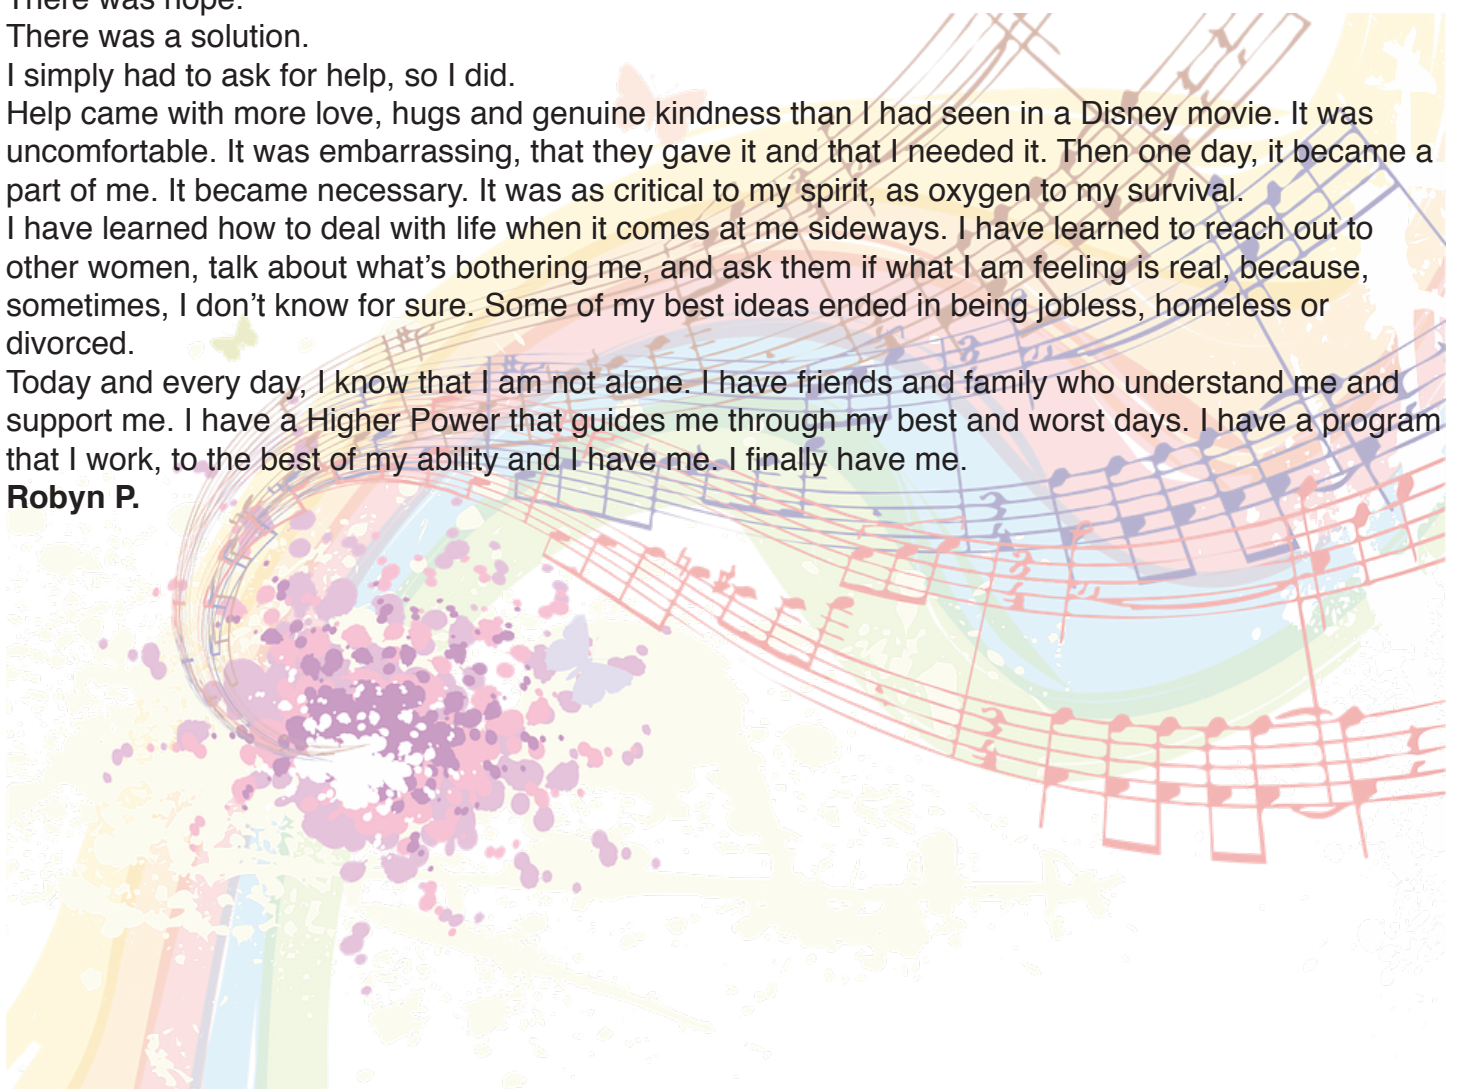 There was hope.
There was a solution.
I simply had to ask for help, so I did.
Help came with more love, hugs and genuine kindness than I had seen in a Disney movie. It was
uncomfortable. It was embarrassing, that they gave it and that I needed it. Then one day, it became a
part of me. It became necessary. It was as critical to my spirit, as oxygen to my survival.
I have learned how to deal with life when it comes at me sideways. I have learned to reach out to
other women, talk about what's bothering me, and ask them if what I am feeling is real, because,
sometimes, I don't know for sure. Some of my best ideas ended in being jobless, homeless or
divorced.
Today and every day, I know that I am not alone. I have friends and family who understand me and
support me. I have a Higher Power that guides me through my best and worst days. I have a program
that I work, to the best of my ability and I have me. I finally have me.
Robyn P.